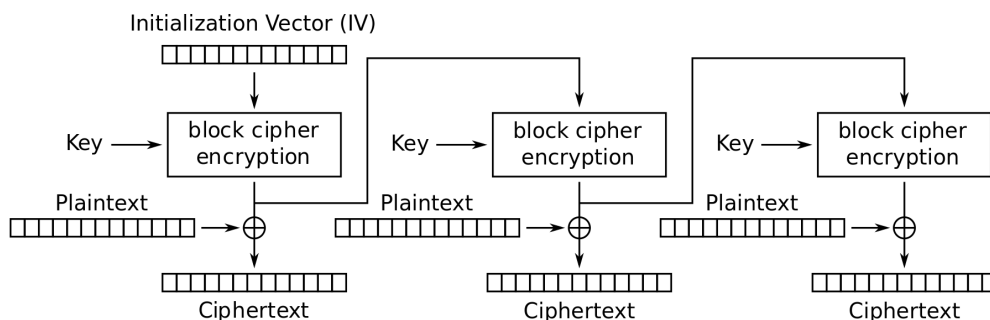 Initialization Vector (IV)
block cipher
encryption
Key
Plaintext
Ciphertext
block cipher
encryption
Key
Plaintext
Ciphertext
block cipher
encryption
Key
Plaintext
Ciphertext